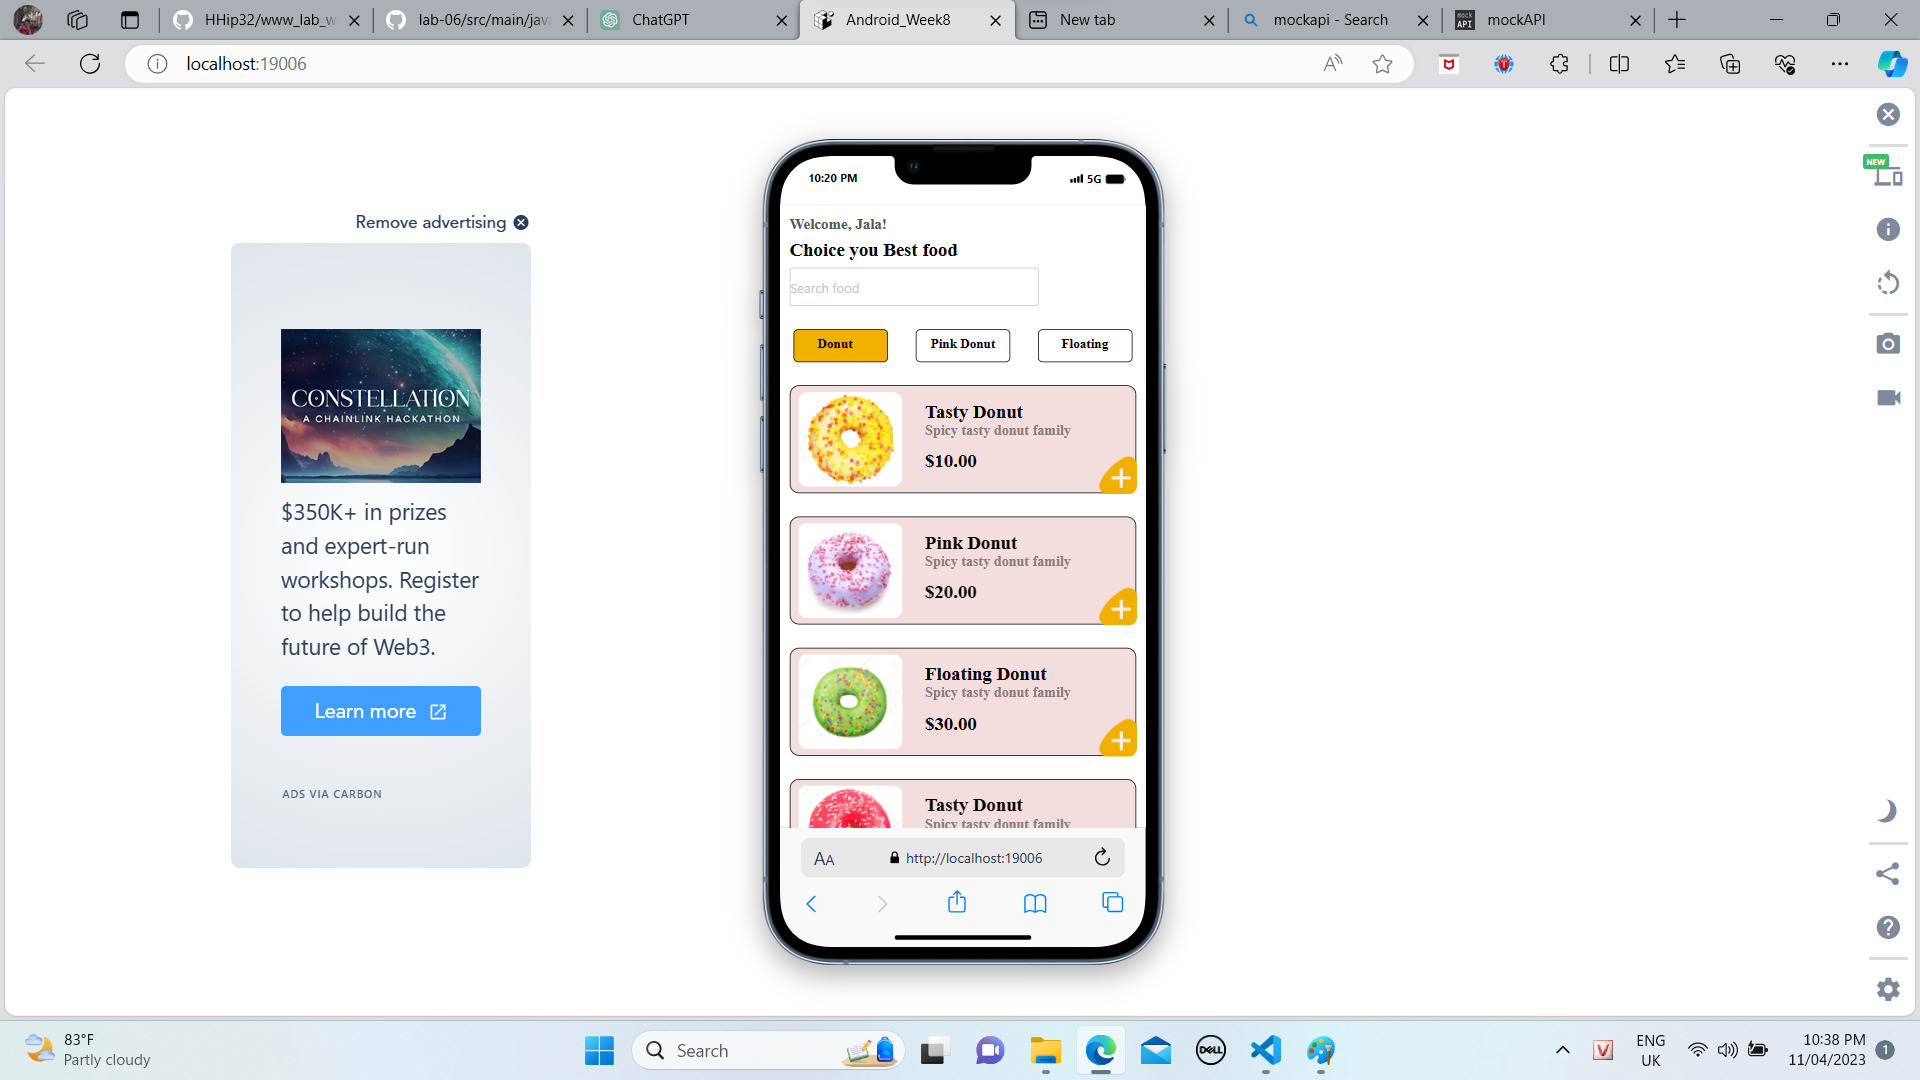 HHip32/www_lab_w
lab-06/src/main/java
ChatGPT
Android_Week8
New tab
mockapi - Search
mock API
mockAPI
localhost:19006
NEW
Remove advertising
CONSTELLATION
A CHAINLINK HACKATHON
$350K+ in prizes
and expert-run
workshops. Register
to help build the
future of Web3.
Learn more
ADS VIA CARBON
10:20 PM
5G
Welcome, Jala!
Choice you Best food
Search food
Donut
Pink Donut
Floating
Tasty Donut
Spicy tasty donut family
$10.00
Pink Donut
Spicy tasty donut family
$20.00
Floating Donut
Spicy tasty donut family
$30.00
Tasty Donut
Spicy tasty donut family
AA
http://localhost:19006
83°F
Partly cloudy
Search
DELL
V
ENG
UK
10:38 PM
11/04/2023
1